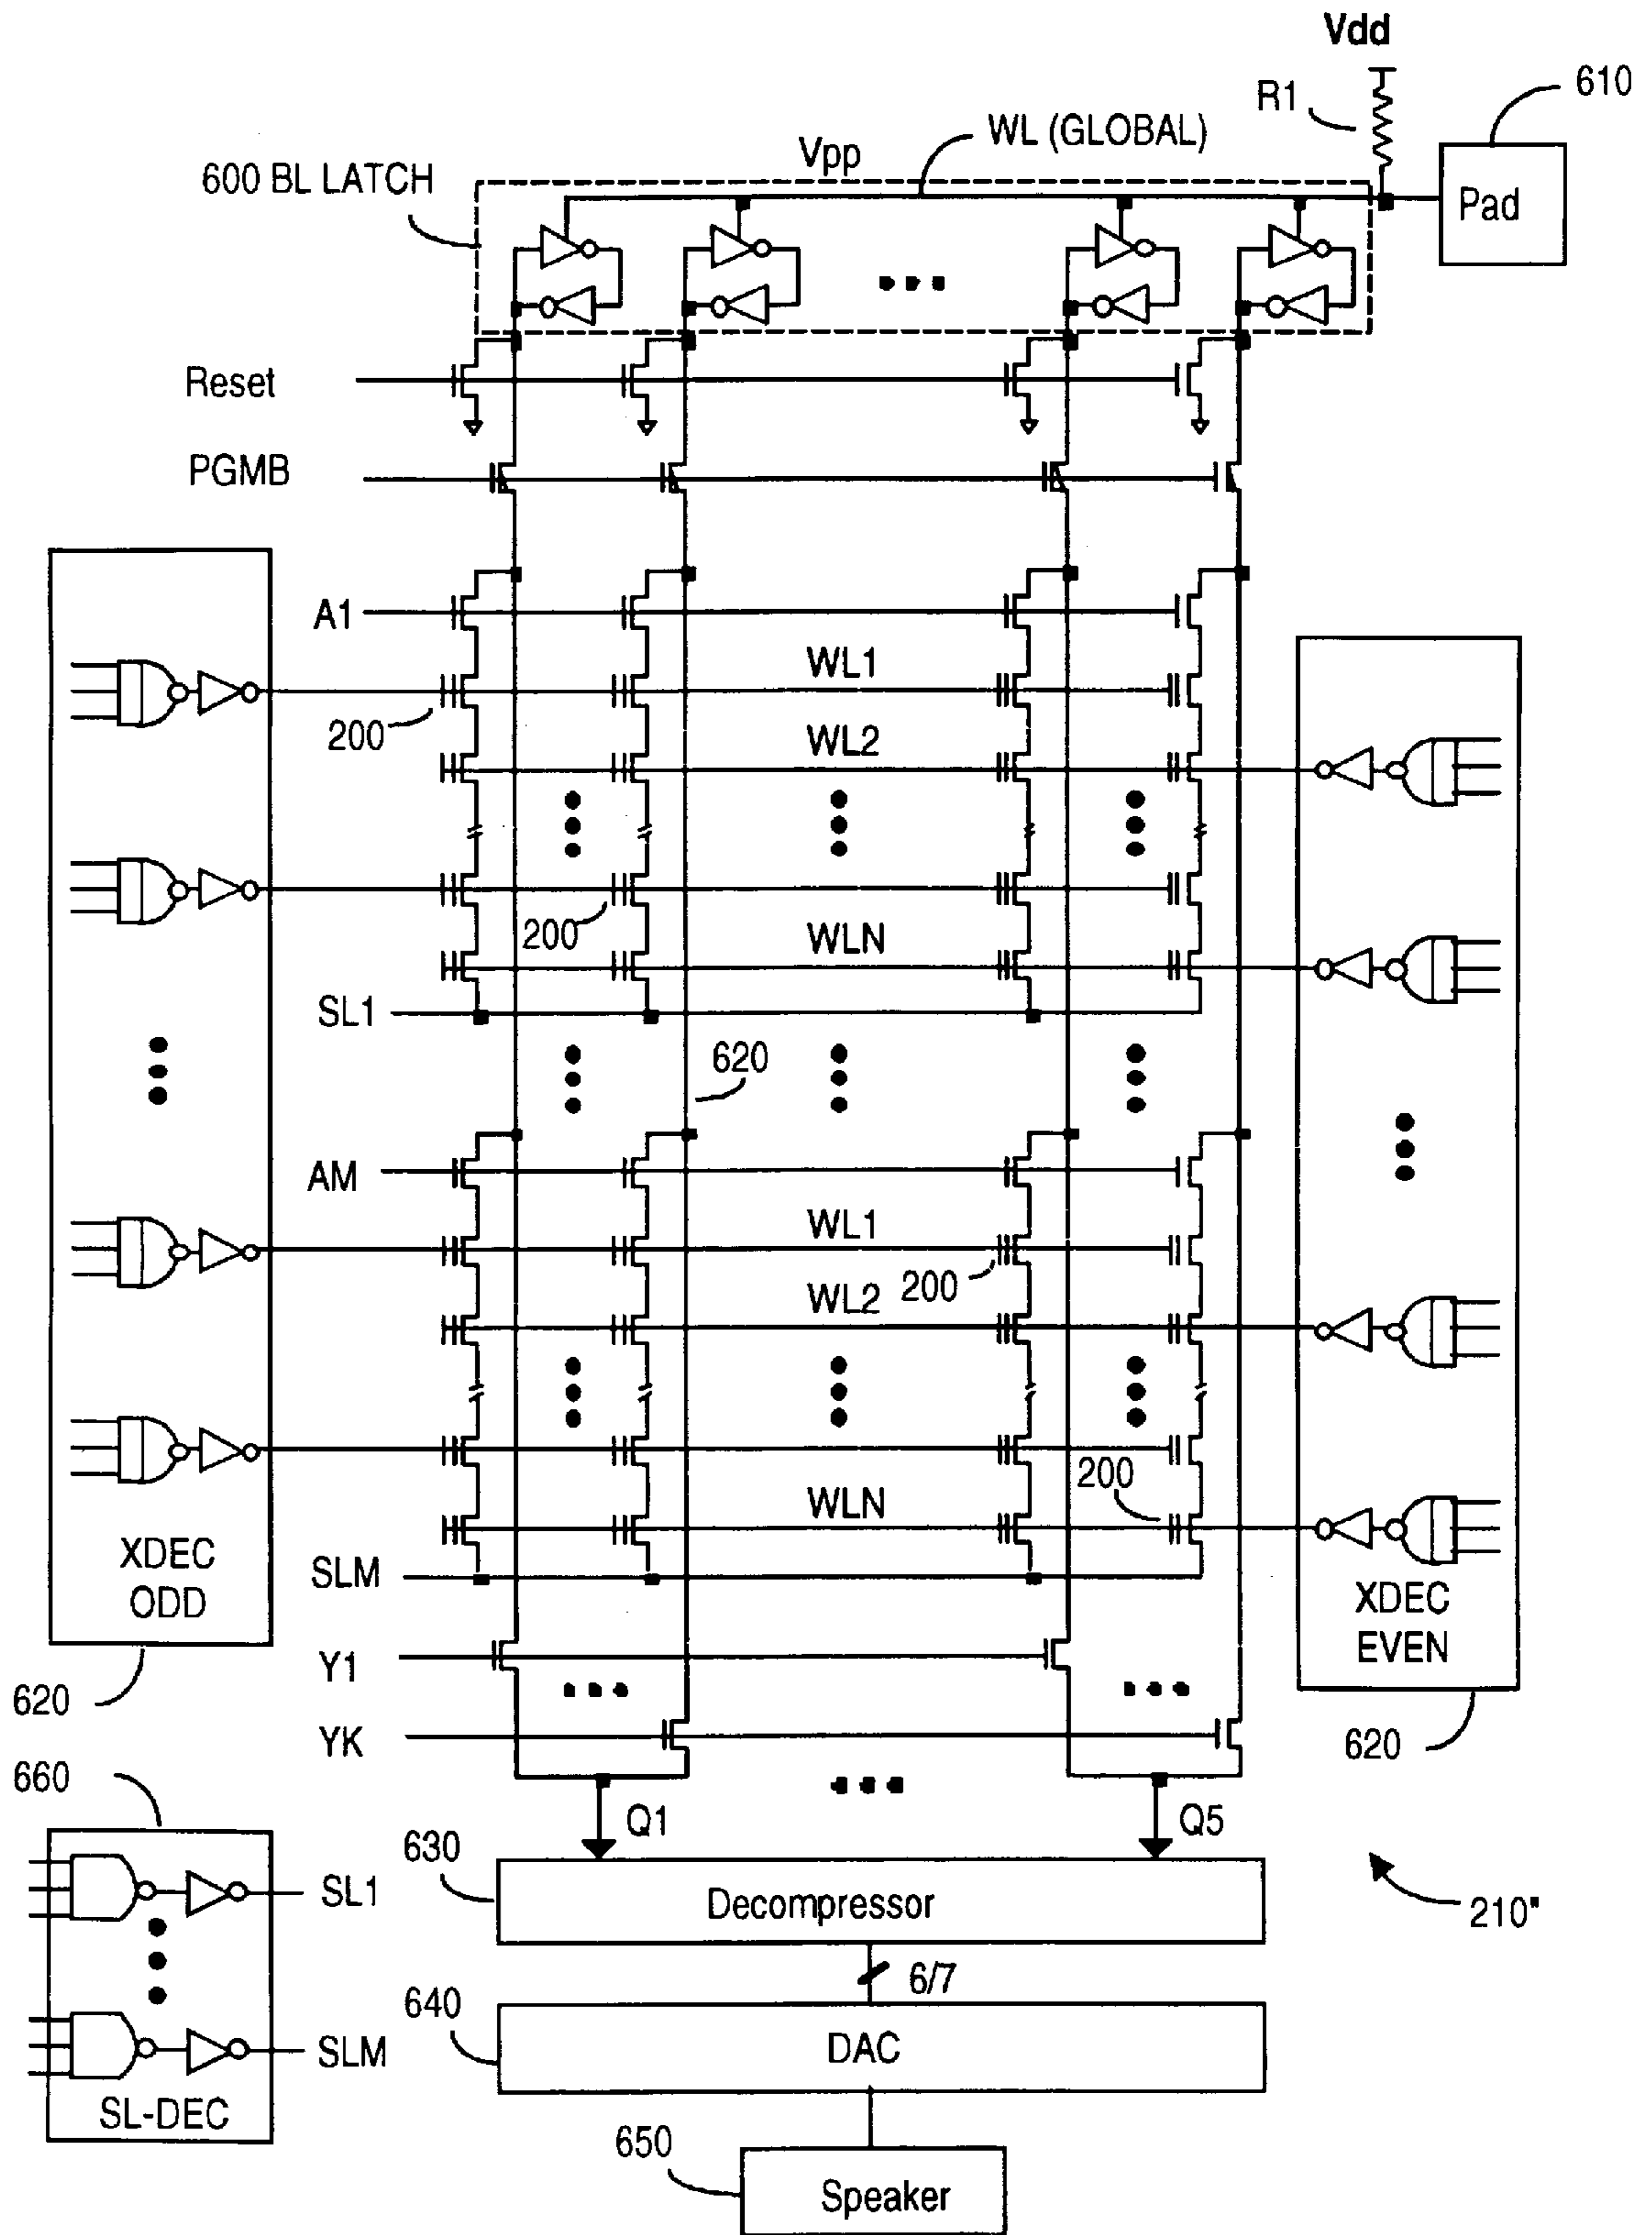 Vdd
R1
610
WL (GLOBAL)
Vpp
600 BL LATCH
Pad
Reset
PGMB
A1
WL1
200
WL2
200
WLN
SL1
620
AM
WL1
200
WL2
200
WLN
XDEC
ODD
SLM
XDEC
EVEN
Y1
620
YK
620
660
Q1
Q5
630
SL1
Decompressor
210"
6/7
640
SLM
DAC
SL-DEC
650
Speaker